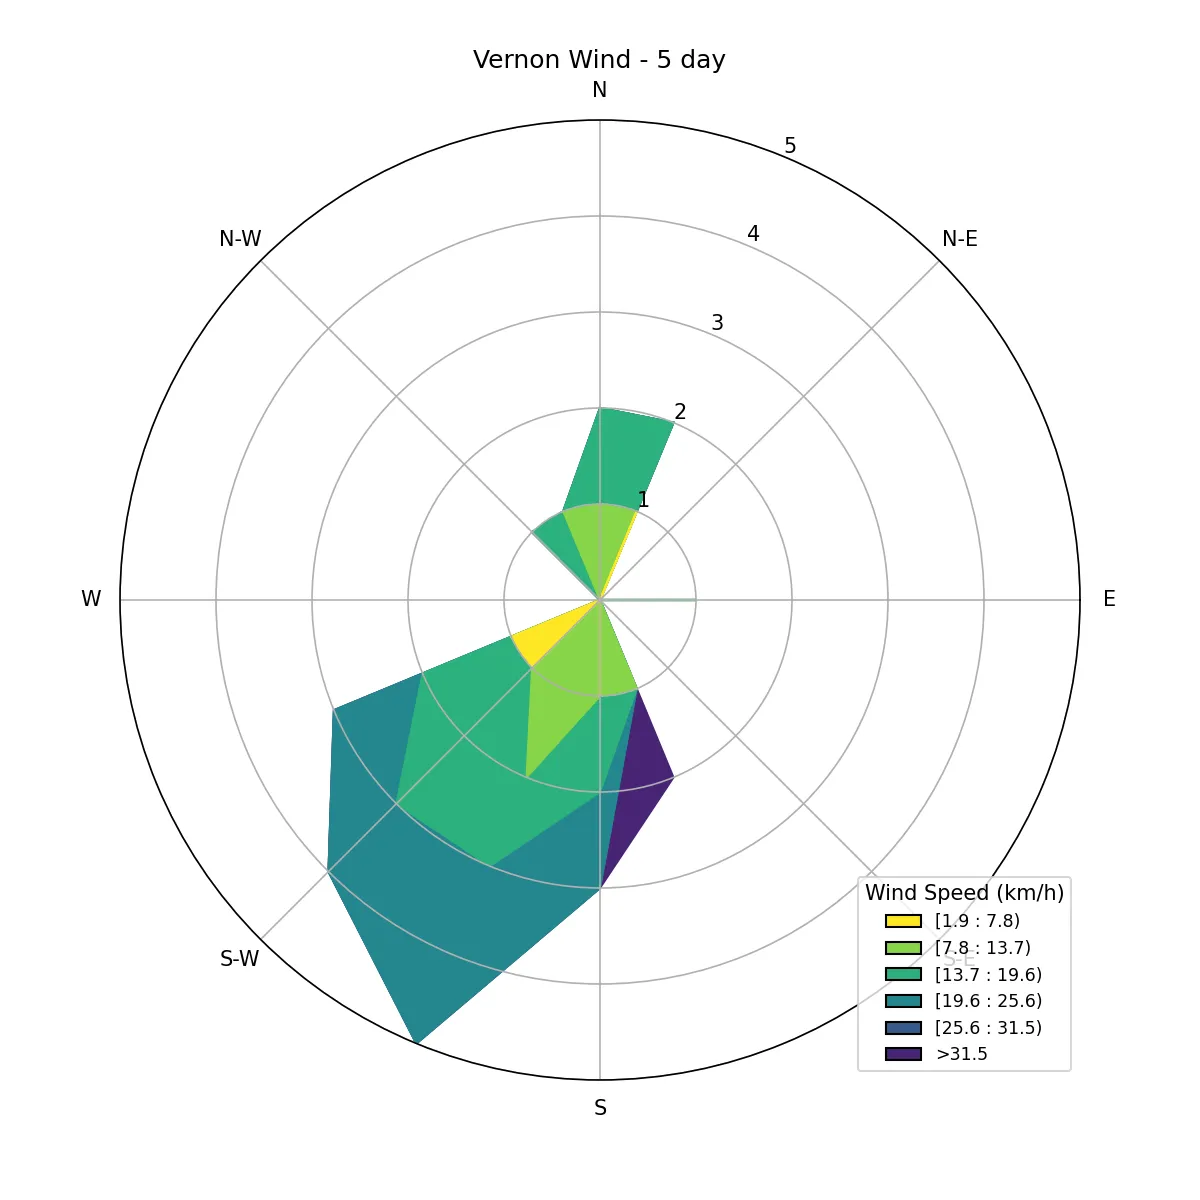 Vernon Wind - 5 day
N
5
N-W
N-E
4
3
2
1
W
E
Wind Speed (km/h)
[1.9 : 7.8)
[7.8 : 13.7)
S-W
S-E
[13.7 : 19.6)
[19.6 : 25.6)
[25.6 : 31.5)
>31.5
S